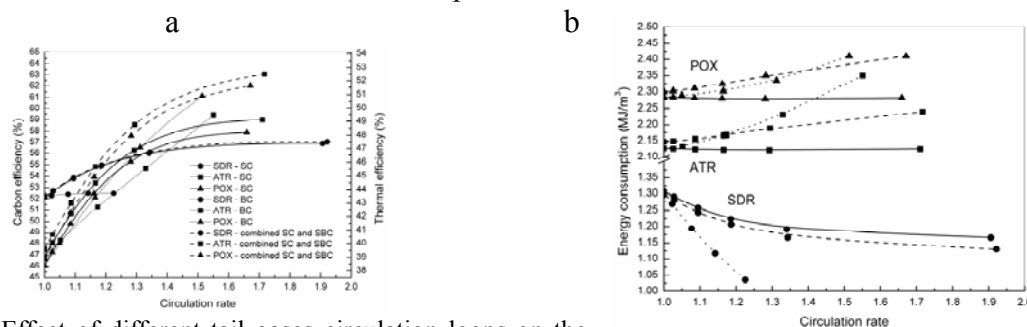 a
b
65
64
63
62
61
60
59
58
57
56
55
54
53
52
51
50
49
48
47
46
45
Carbon efficiency (%)
54
53
52
51
50
49
48
47
46
45
44
43
42
41
40
39
38
Thermal efficiency (%)
SDR - SC
ATR - SC
POX - SC
SDR - BC
ATR - BC
POX - BC
SDR - combined SC and SBC
ATR - combined SC and SBC
POX - combined SC and SBC
1.0 1.1 1.2 1.3 1.4 1.5 1.6 1.7 1.8 1.9 2.0
Circulation rate
2.50
2.45
2.40
2.35
2.30
2.25
2.20
2.15
2.10
1.30
1.25
1.20
1.15
1.10
1.05
1.00
Energy consumption (MJ/m³)
POX
ATR
SDR
1.0 1.1 1.2 1.3 1.4 1.5 1.6 1.7 1.8 1.9 2.0
Circulation rate
Effect of different tail gases circulation loops on the